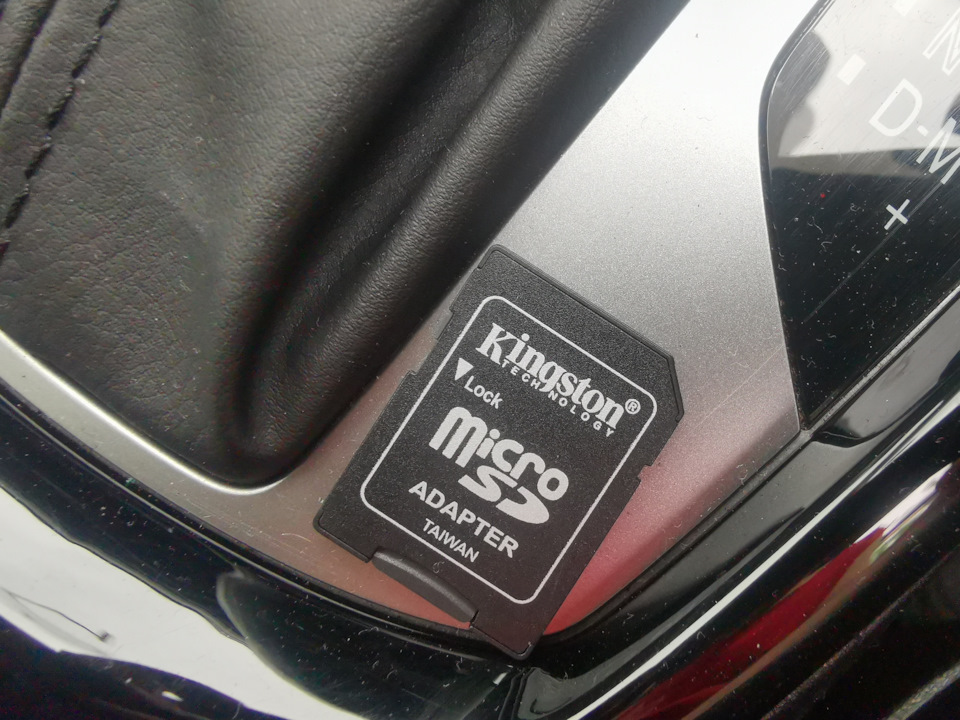 N
D-M
+
Kingston®
TECHNOLOGY
Lock
Micro
SD
ADAPTER
TAIWAN